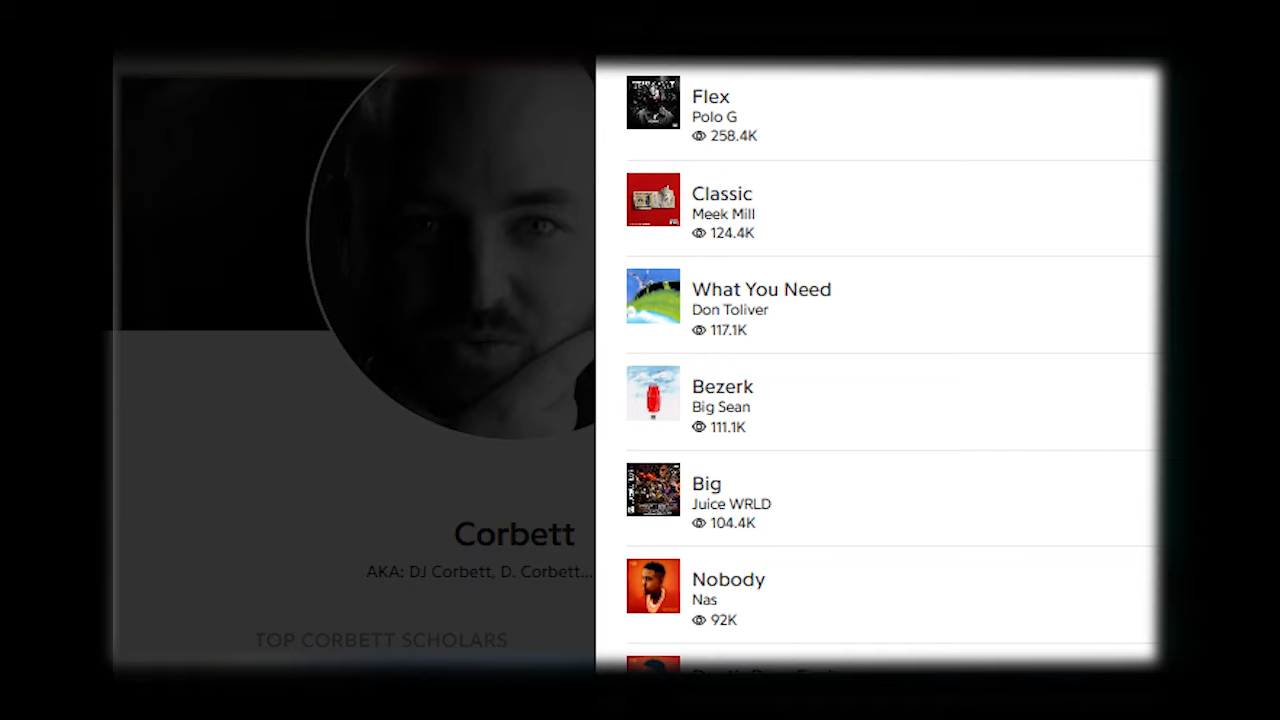 Corbett
AKA: DJ Corbett, D. Corbett...
TOP CORBETT SCHOLARS
Flex
Polo G
258.4K
Classic
Meek Mill
124.4K
What You Need
Don Toliver
117.1K
Bezerk
Big Sean
111.1K
Big
Juice WRLD
104.4K
Nobody
Nas
92K